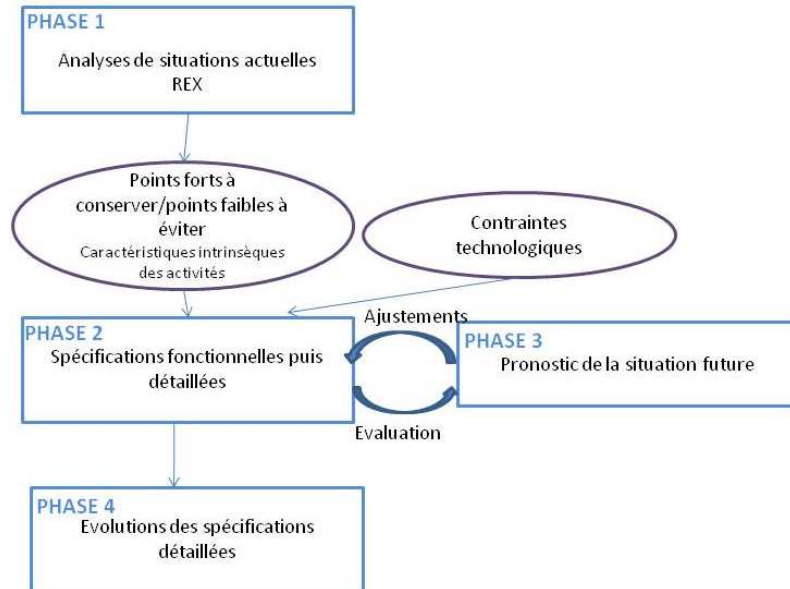 PHASE 1
Analyses de situations actuelles
REX
Points forts à
conserver/points faibles à
éviter
Caractéristiques intrinsèques
des activités
Contraintes
technologiques
Ajustements
PHASE 2
Spécifications fonctionnelles puis
détaillées
PHASE 3
Pronostic de la situation future
Evaluation
PHASE 4
Evolutions des spécifications
détaillées